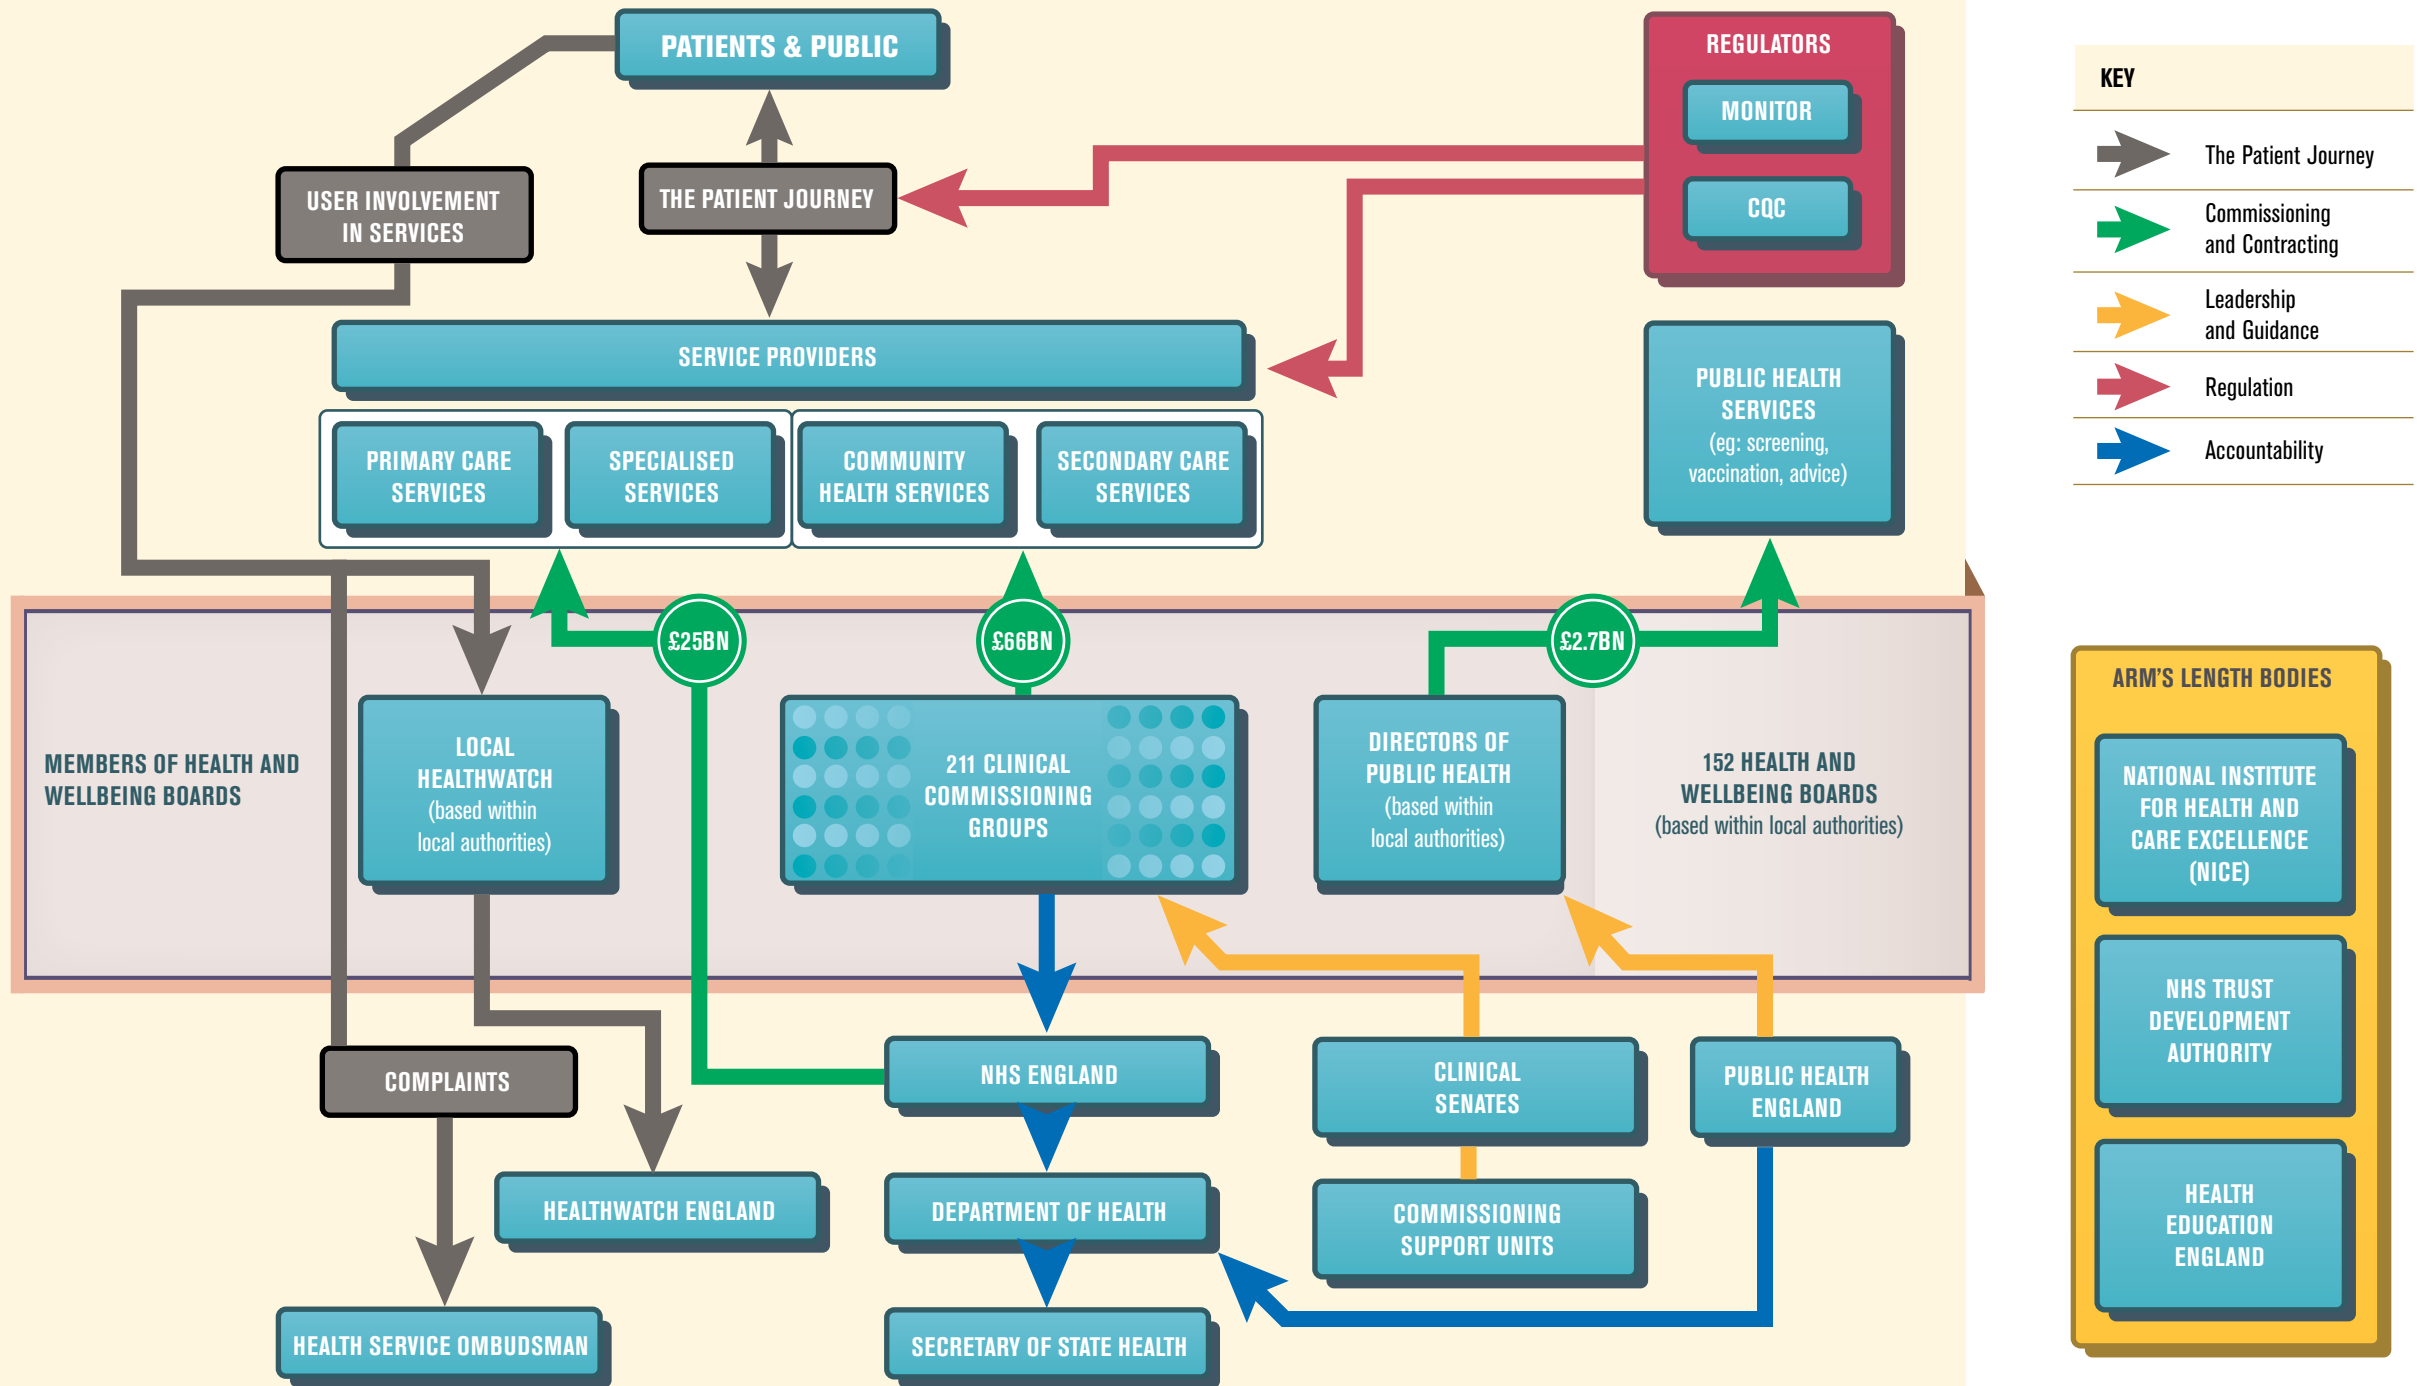 PATIENTS & PUBLIC
REGULATORS
MONITOR
CQC
KEY
The Patient Journey
Commissioning
and Contracting
Leadership
and Guidance
Regulation
Accountability
USER INVOLVEMENT
IN SERVICES
THE PATIENT JOURNEY
SERVICE PROVIDERS
PRIMARY CARE
SERVICES
SPECIALISED
SERVICES
COMMUNITY
HEALTH SERVICES
SECONDARY CARE
SERVICES
PUBLIC HEALTH
SERVICES
(eg: screening,
vaccination, advice)
£25BN
£66BN
£2.7BN
MEMBERS OF HEALTH AND
WELLBEING BOARDS
LOCAL
HEALTHWATCH
(based within
local authorities)
211 CLINICAL
COMMISSIONING
GROUPS
DIRECTORS OF
PUBLIC HEALTH
(based within
local authorities)
152 HEALTH AND
WELLBEING BOARDS
(based within local authorities)
ARM'S LENGTH BODIES
NATIONAL INSTITUTE
FOR HEALTH AND
CARE EXCELLENCE
(NICE)
NHS TRUST
DEVELOPMENT
AUTHORITY
HEALTH
EDUCATION
ENGLAND
COMPLAINTS
NHS ENGLAND
CLINICAL
SENATES
PUBLIC HEALTH
ENGLAND
HEALTHWATCH ENGLAND
DEPARTMENT OF HEALTH
COMMISSIONING
SUPPORT UNITS
HEALTH SERVICE OMBUDSMAN
SECRETARY OF STATE HEALTH